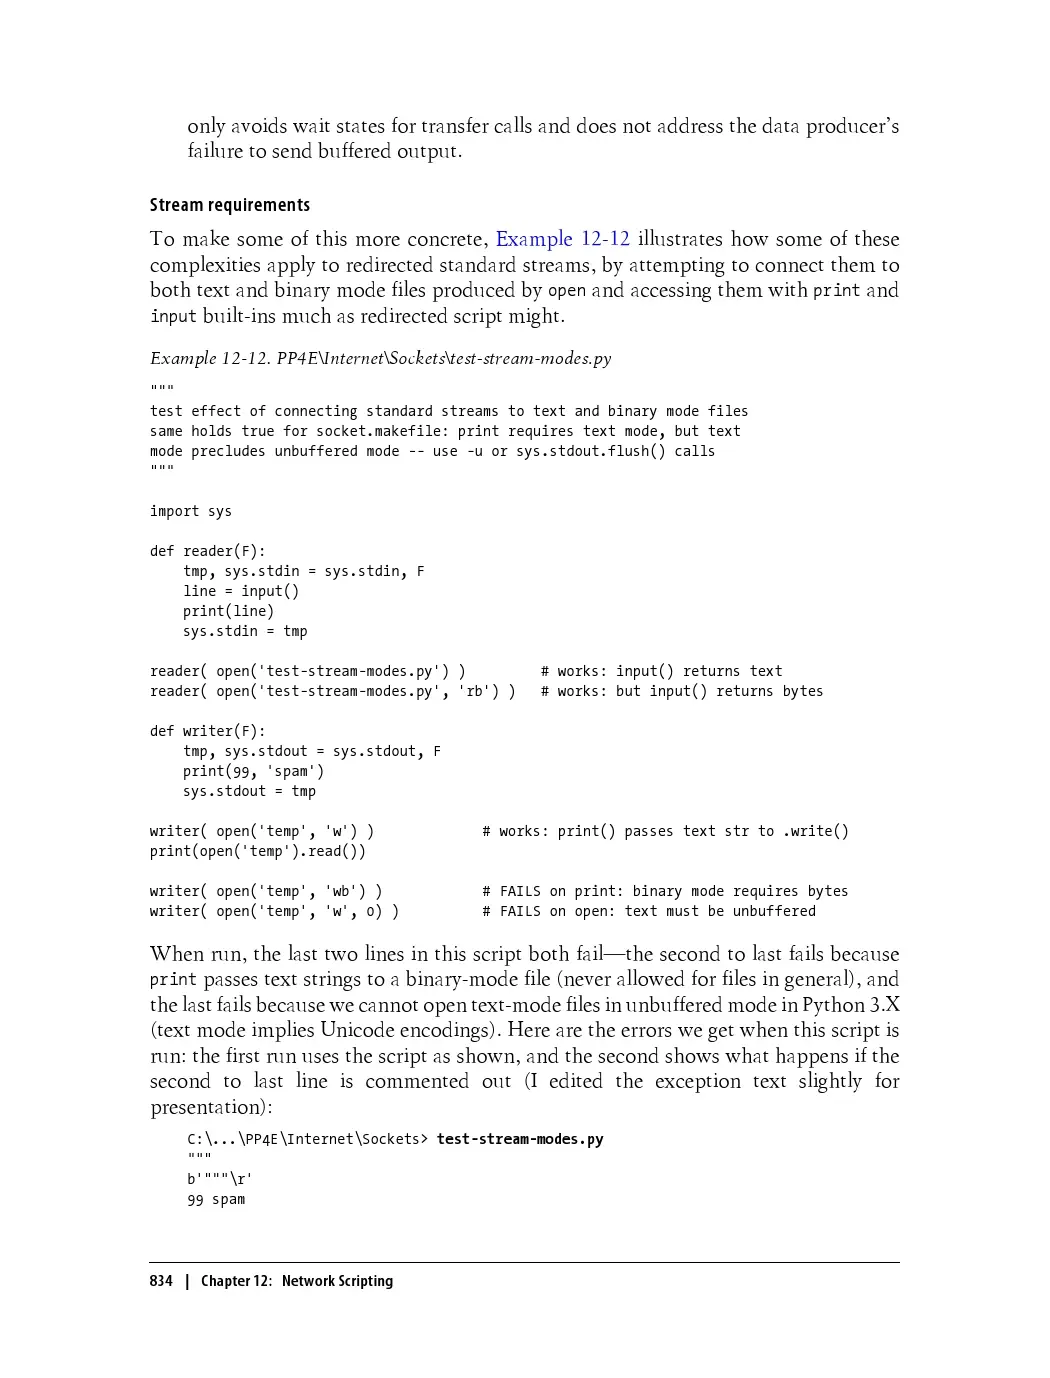 only avoids wait states for transfer calls and does not address the data producer’s
failure to send buffered output.
Stream requirements
To make some of this more concrete, Example 12-12 illustrates how some of these
complexities apply to redirected standard streams, by attempting to connect them to
both text and binary mode files produced by open and accessing them with print and
input built-ins much as redirected script might.
Example 12-12. PP4E\Internet\Sockets\test-stream-modes.py
"""
test effect of connecting standard streams to text and binary mode files
same holds true for socket.makefile: print requires text mode, but text
mode precludes unbuffered mode -- use -u or sys.stdout.flush() calls
"""
import sys
def reader(F):
    tmp, sys.stdin = sys.stdin, F
    line = input()
    print(line)
    sys.stdin = tmp
reader( open('test-stream-modes.py') )         # works: input() returns text
reader( open('test-stream-modes.py', 'rb') )   # works: but input() returns bytes
def writer(F):
    tmp, sys.stdout = sys.stdout, F
    print(99, 'spam')
    sys.stdout = tmp
writer( open('temp', 'w') )             # works: print() passes text str to .write()
print(open('temp').read())
writer( open('temp', 'wb') )            # FAILS on print: binary mode requires bytes
writer( open('temp', 'w', 0) )          # FAILS on open: text must be unbuffered
When run, the last two lines in this script both fail—the second to last fails because
print passes text strings to a binary-mode file (never allowed for files in general), and
the last fails because we cannot open text-mode files in unbuffered mode in Python 3.X
(text mode implies Unicode encodings). Here are the errors we get when this script is
run: the first run uses the script as shown, and the second shows what happens if the
second to last line is commented out (I edited the exception text slightly for
presentation):
C:\...\PP4E\Internet\Sockets> test-stream-modes.py
"""
b'"""\r'
99 spam
834 | Chapter 12: Network Scripting